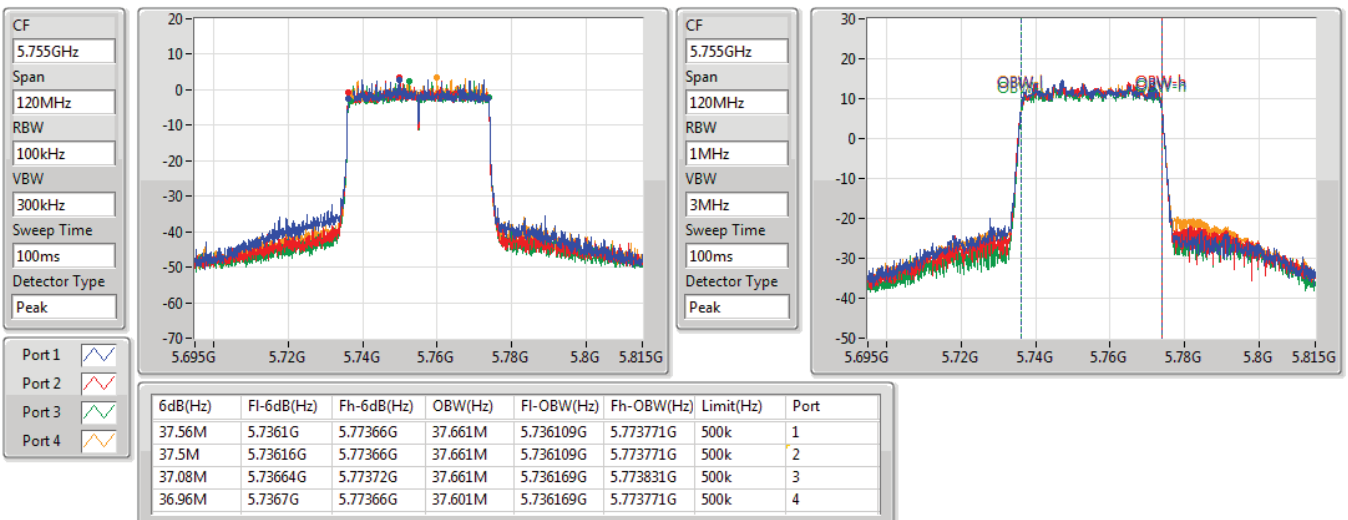 CF
5.755GHz
Span
120MHz
RBW
100kHz
VBW
300kHz
Sweep Time
100ms
Detector Type
Peak
20
10
0
-10
-20
-30
-40
-50
-60
-70
5.695G 5.72G 5.74G 5.76G 5.78G 5.8G 5.815G
CF
5.755GHz
Span
120MHz
RBW
1MHz
VBW
3MHz
Sweep Time
100ms
Detector Type
Peak
30
20
10
0
-10
-20
-30
-40
-50
OBW-h
5.695G 5.72G 5.74G 5.76G 5.78G 5.8G 5.815G
Port 1
Port 2
Port 3
Port 4
6dB(Hz) Fl-6dB(Hz) Fh-6dB(Hz) OBW(Hz) Fl-OBW(Hz) Fh-OBW(Hz) Limit(Hz) Port
37.56M 5.7361G 5.77366G 37.661M 5.736109G 5.773771G 500k 1
37.5M 5.73616G 5.77366G 37.661M 5.736109G 5.773771G 500k 2
37.08M 5.73664G 5.77372G 37.661M 5.736169G 5.773831G 500k 3
36.96M 5.7367G 5.77366G 37.601M 5.736169G 5.773771G 500k 4